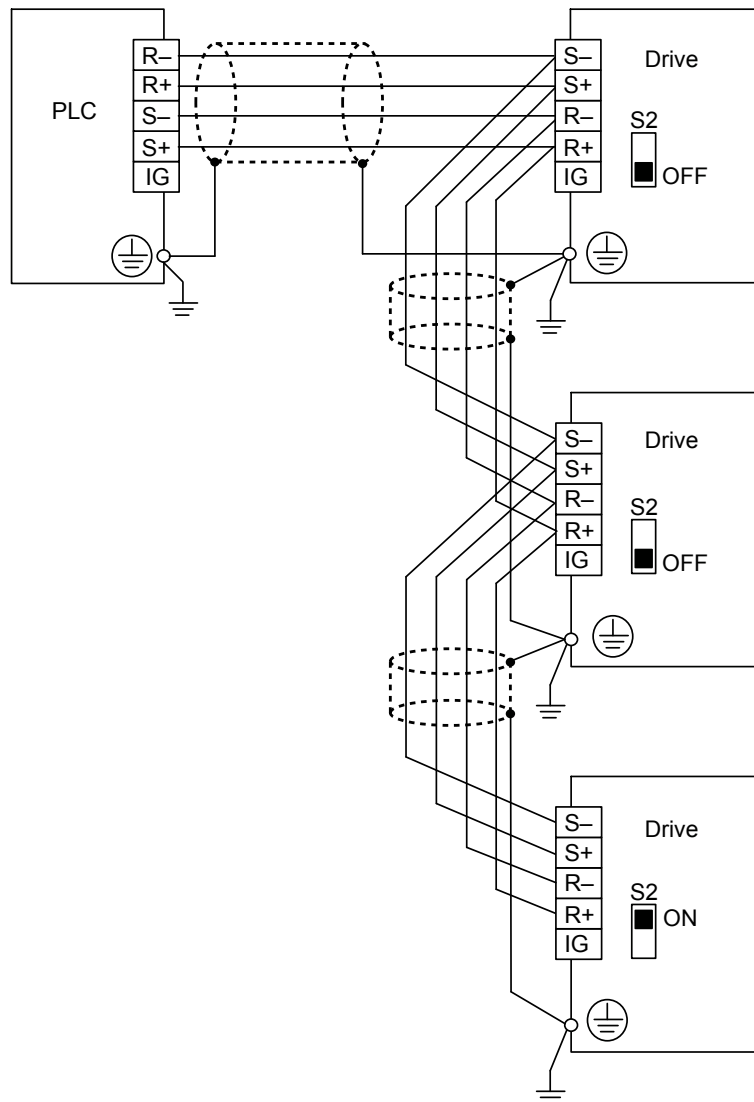 PLC
R–
R+
S–
S+
IG
S–
S+
R–
R+
IG
Drive
S2
OFF
S–
S+
R–
R+
IG
Drive
S2
OFF
S–
S+
R–
R+
IG
Drive
S2
ON